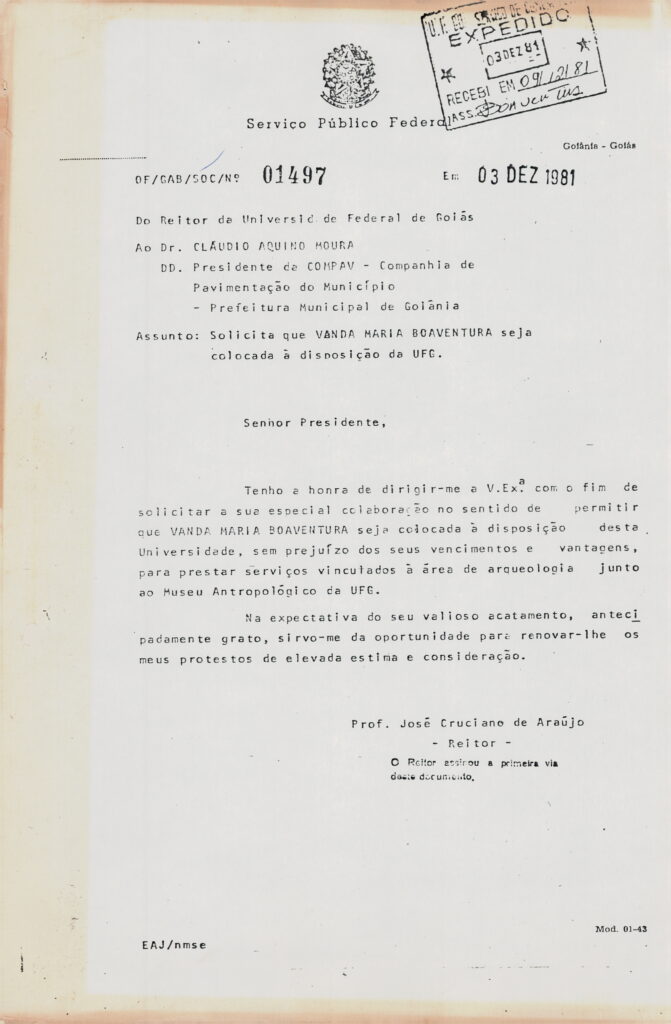 EXPEDIDO
03 DEZ 81
RECEBI EM 09/12/81
ASS.
Serviço Público Federal
Goiânia - Goiás
OF/GAB/SOC/Nº 01497 Em 03 DEZ 1981
Do Reitor da Universid de Federal de Goiás
Ao Dr. CLÁUDIO AQUINO MOURA
DD. Presidente da COMPAV - Companhia de
Pavimentação do Município
- Prefeitura Municipal de Goiânia
Assunto: Solicita que VANDA MARIA BOAVENTURA seja
colocada à disposição da UFG.
Senhor Presidente,
Tenho a honra de dirigir-me a V.Ex.ª com o fim de
solicitar a sua especial colaboração no sentido de permitir
que VANDA MARIA BOAVENTURA seja colocada à disposição desta
Universidade, sem prejuízo dos seus vencimentos e vantagens,
para prestar serviços vinculados à área de arqueologia junto
ao Museu Antropológico da UFG.
Na expectativa do seu valioso acatamento, anteci
padamente grato, sirvo-me da oportunidade para renovar-lhe os
meus protestos de elevada estima e consideração.
Prof. José Cruciano de Araújo
- Reitor -
O Reitor assinou a primeira via
deste documento.
Mod. 01-43
EAJ/nmse